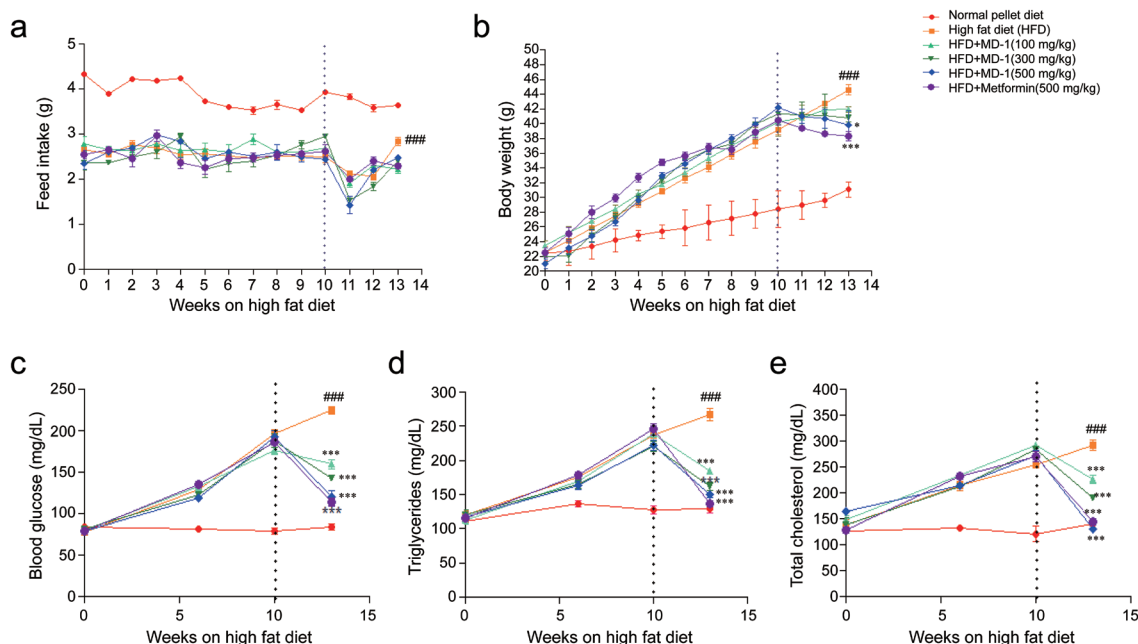 a
Feed intake (g)
5
4
3
2
1
0
###
0 1 2 3 4 5 6 7 8 9 10 11 12 13 14
Weeks on high fat diet
b
Body weight (g)
50
48
46
44
42
40
38
36
34
32
30
28
26
24
22
20
###
*
***
0 1 2 3 4 5 6 7 8 9 10 11 12 13 14
Weeks on high fat diet
Normal pellet diet
High fat diet (HFD)
HFD+MD-1(100 mg/kg)
HFD+MD-1(300 mg/kg)
HFD+MD-1(500 mg/kg)
HFD+Metformin(500 mg/kg)
c
Blood glucose (mg/dL)
250
200
150
100
50
0
###
***
***
***
***
0 5 10 15
Weeks on high fat diet
d
Triglycerides (mg/dL)
300
250
200
150
100
50
0
###
***
***
***
***
0 5 10 15
Weeks on high fat diet
e
Total cholesterol (mg/dL)
400
350
300
250
200
150
100
50
0
###
***
***
***
***
0 5 10 15
Weeks on high fat diet